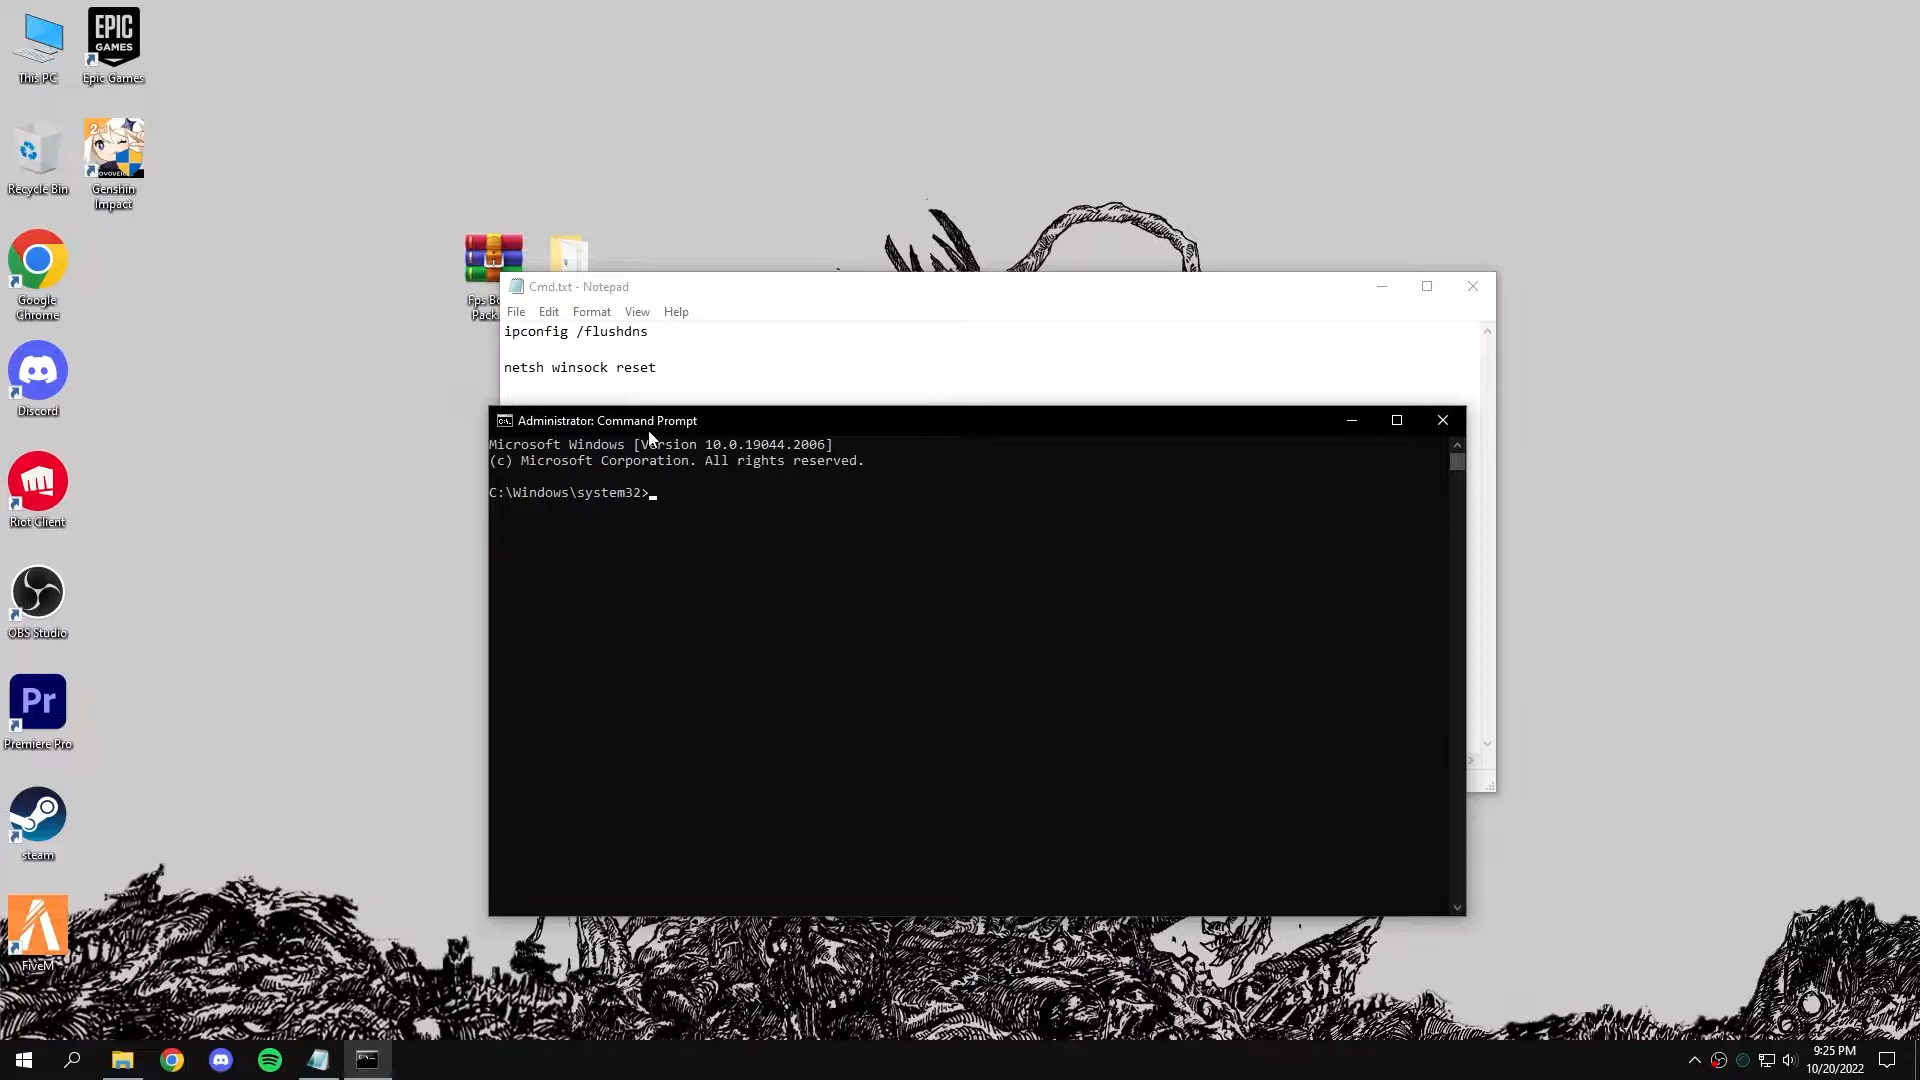 This PC
EPIC
GAMES
Epic Games
Recycle Bin
2nd
Genshin
Impact
Google
Chrome
Discord
Riot Client
OBS Studio
Pr
Premiere Pro
steam
FiveM
Pack
Cmd.txt - Notepad
File Edit Format View Help
ipconfig /flushdns
netsh winsock reset
Administrator: Command Prompt
Microsoft Windows [Version 10.0.19044.2006]
(c) Microsoft Corporation. All rights reserved.
C:\Windows\system32>
9:25 PM
10/20/2022